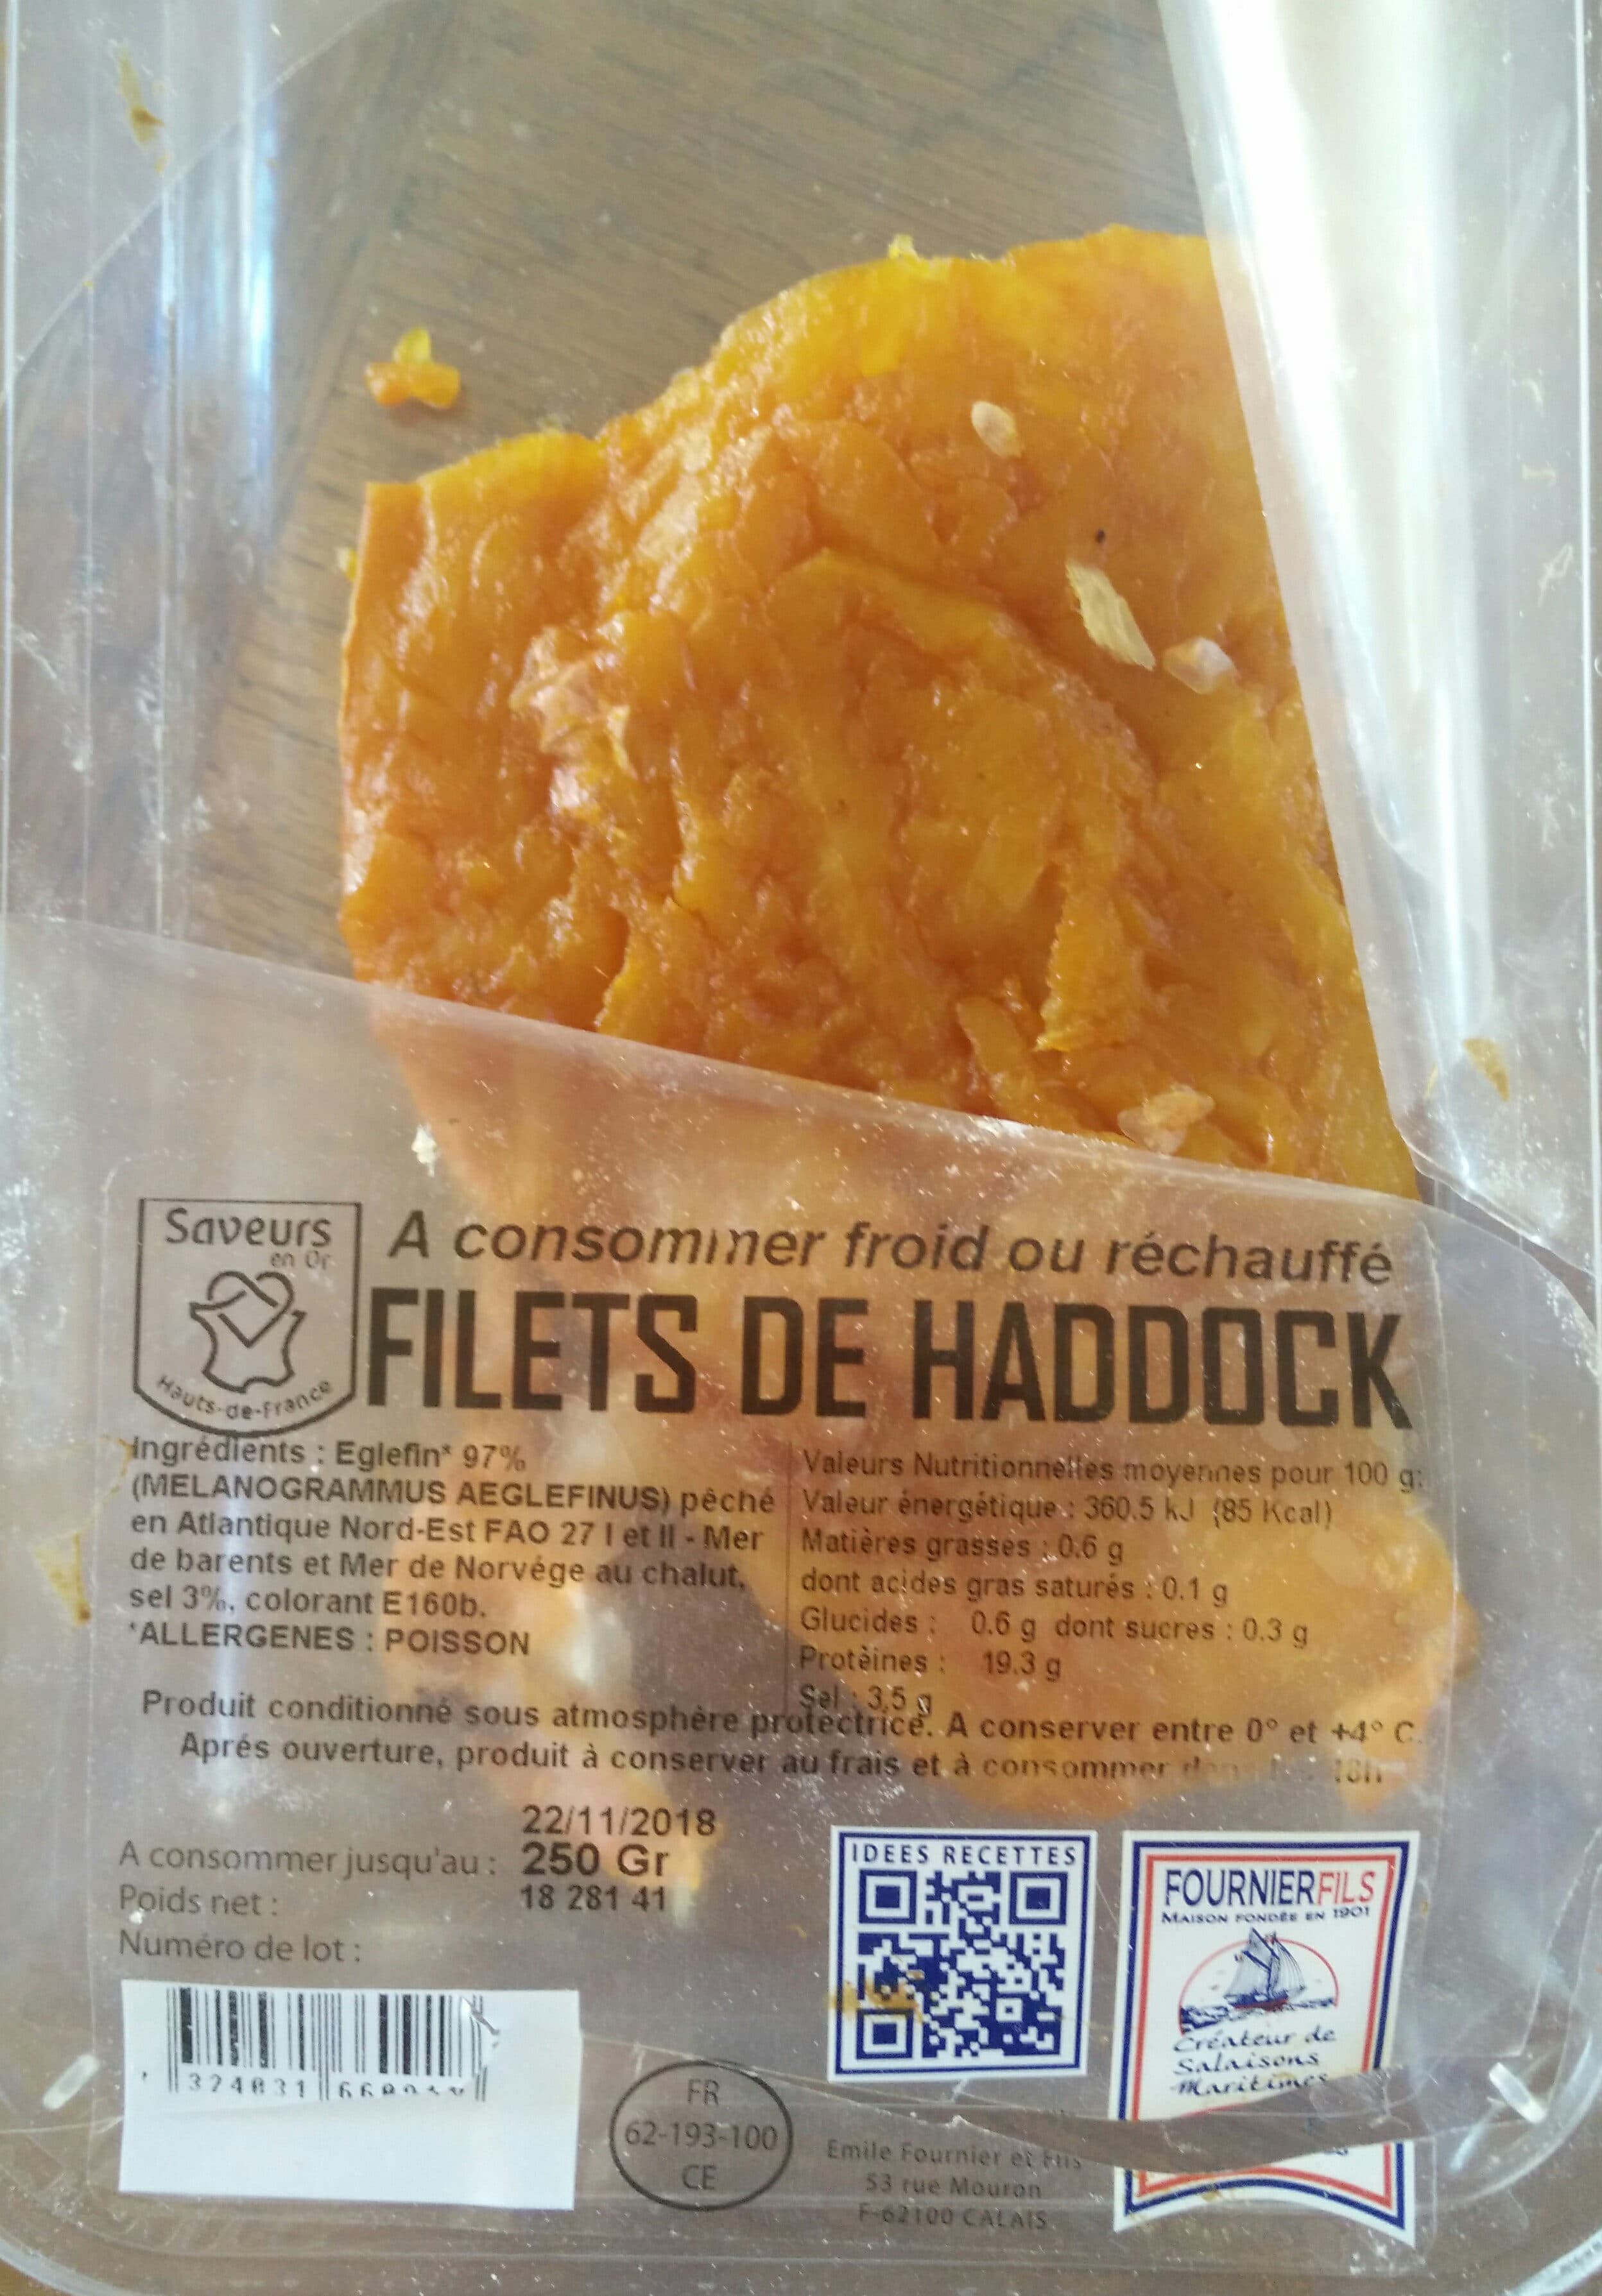 Saveurs
en Or
Hauts-de-France
A consommer froid ou réchauffé
FILETS DE HADDOCK
Ingrédients : Eglefin* 97%
(MELANOGRAMMUS AEGLEFINUS) pêché
en Atlantique Nord-Est FAO 27 I et II - Mer
de barents et Mer de Norvége au chalut,
sel 3%, colorant E160b.
*ALLERGENES : POISSON
Valeurs Nutritionnelles moyennes pour 100 g:
Valeur énergétique : 360.5 kJ (85 Kcal)
Matières grasses : 0.6 g
dont acides gras saturés : 0.1 g
Glucides : 0.6 g dont sucres : 0.3 g
Protéines : 19.3 g
Sel : 3,5 g
Produit conditionné sous atmosphère protectrice. A conserver entre 0° et +4° C.
Aprés ouverture, produit à conserver au frais et à consommer
22/11/2018
A consommer jusqu'au : 250 Gr
Poids net : 18 281 41
Numéro de lot :
324031
FR
62-193-100
CE
IDEES RECETTES
Emile Fournier et Fils
53 rue Mouron
F-62100 CALAIS
FOURNIER FILS
MAISON FONDÉE EN 1901
Créateur de
Salaisons
Maritimes